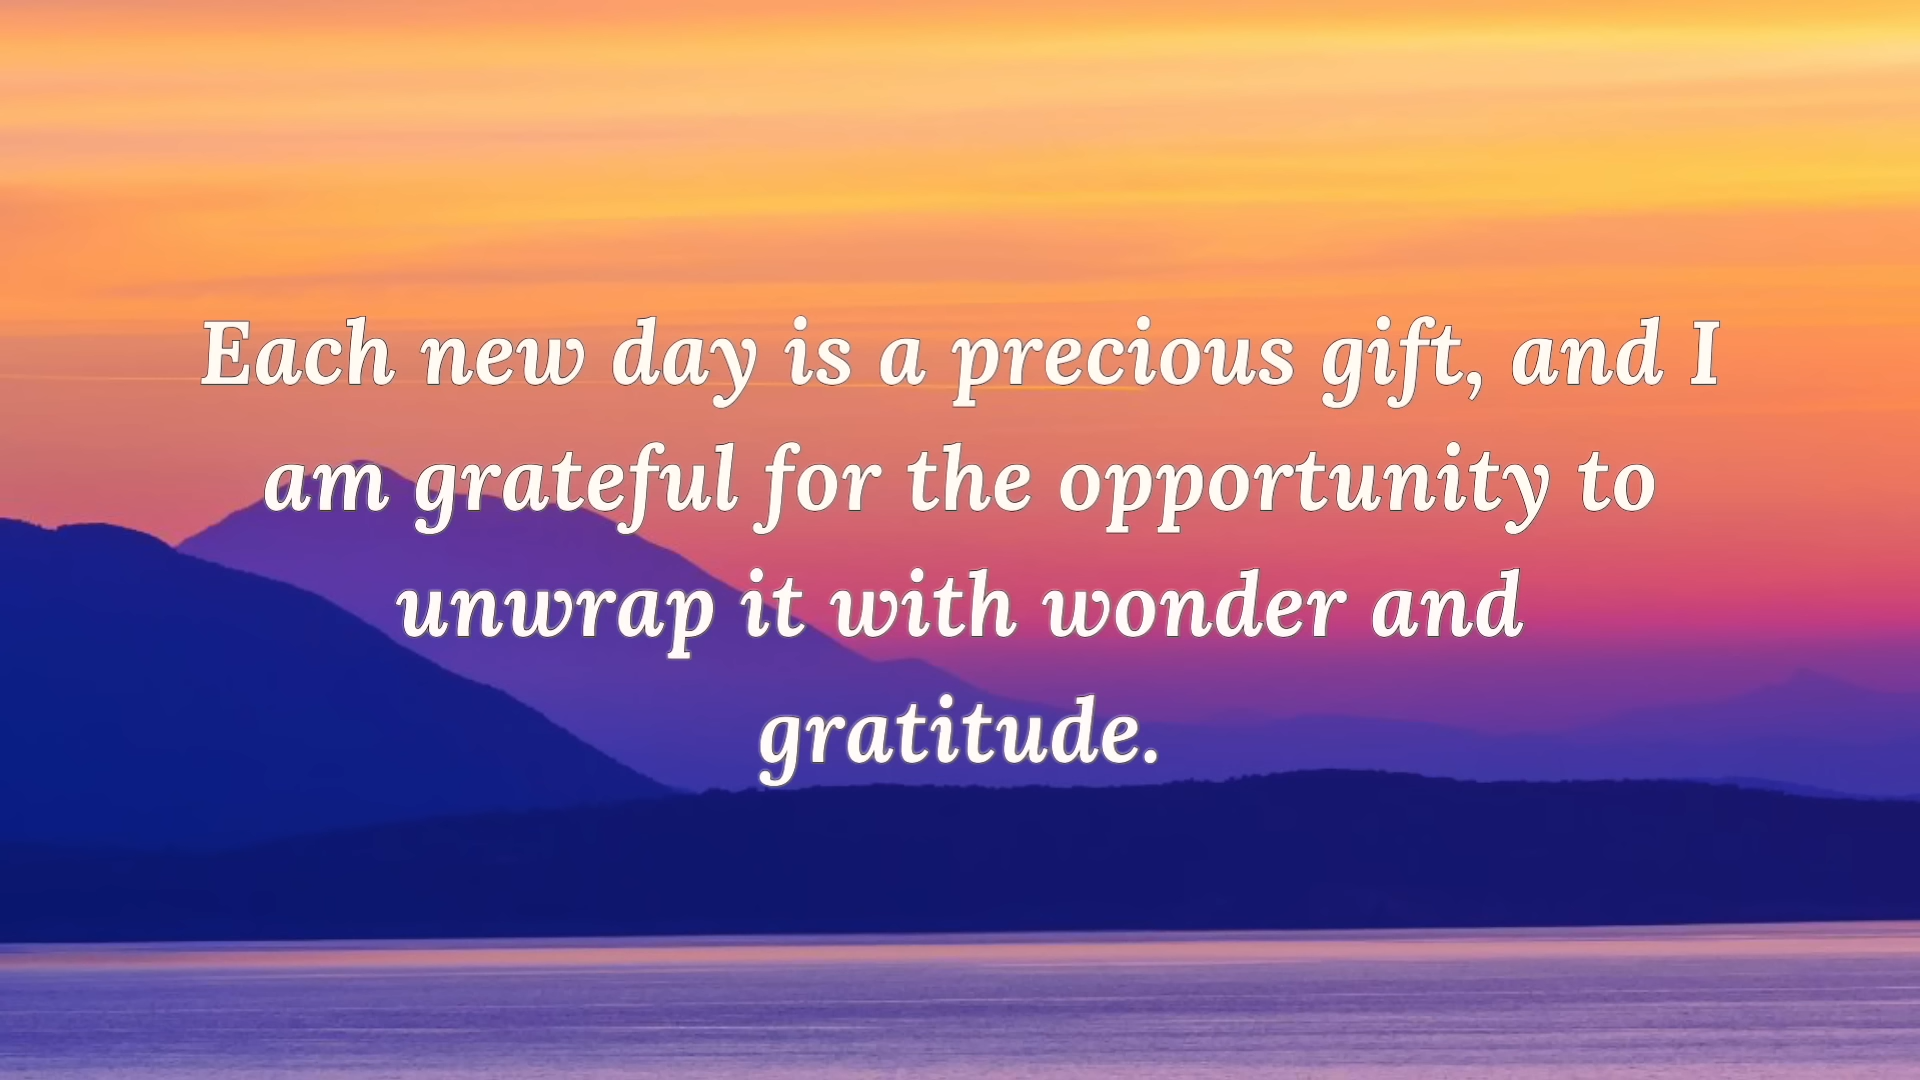 Each new day is a precious gift, and I
am grateful for the opportunity to
unwrap it with wonder and
gratitude.